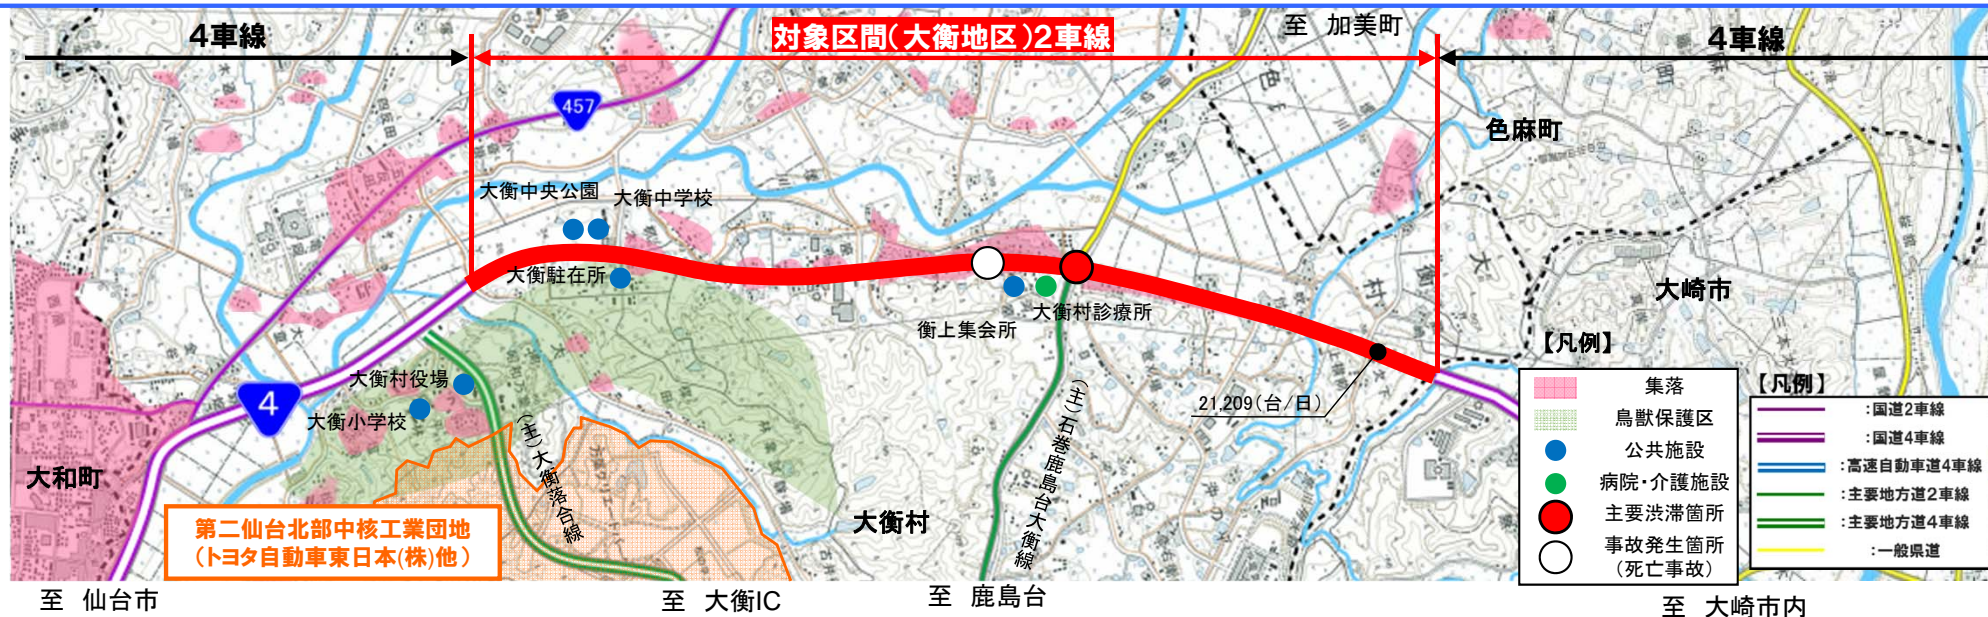 4車線
対象区間(大衡地区)2車線
至 加美町
4車線
457
色麻町
大衡中央公園
大衡中学校
大衡駐在所
衡上集会所
大衡村診療所
大崎市
大衡村役場
大衡小学校
4
21,209(台/日)
(主)大衡落合線
(主)石巻鹿島台大衡線
大和町
大衡村
第二仙台北部中核工業団地
(トヨタ自動車東日本(株)他)
【凡例】
集落
鳥獣保護区
公共施設
病院・介護施設
主要渋滞箇所
事故発生箇所
(死亡事故)
【凡例】
:国道2車線
:国道4車線
:高速自動車道4車線
:主要地方道2車線
:主要地方道4車線
:一般県道
至 仙台市
至 大衡IC
至 鹿島台
至 大崎市内